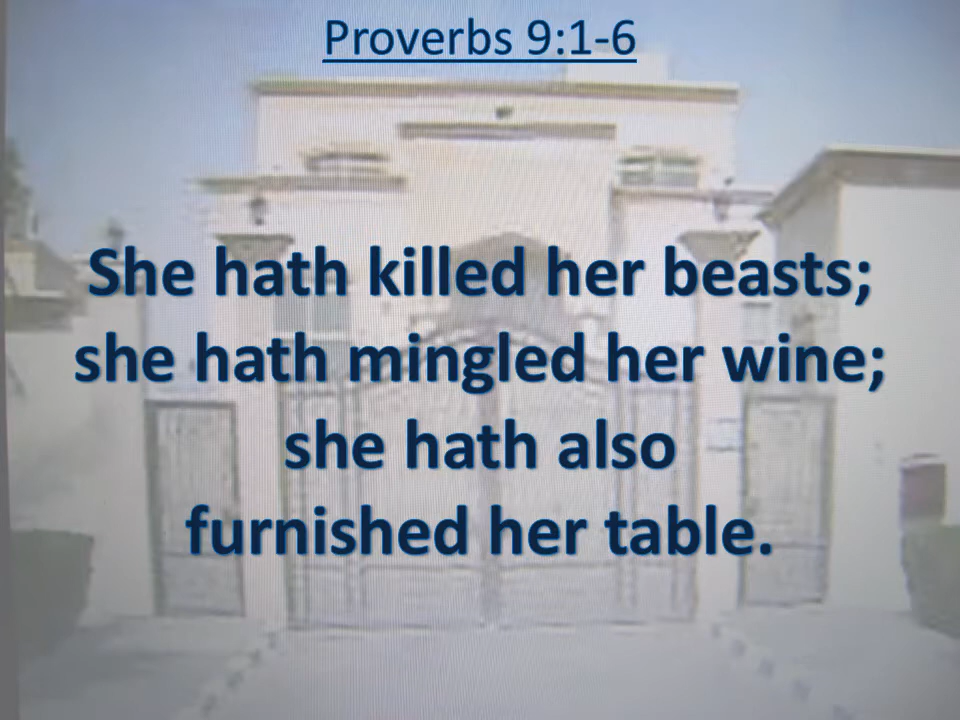 Proverbs 9:1-6
She hath killed her beasts;
she hath mingled her wine;
she hath also
furnished her table.